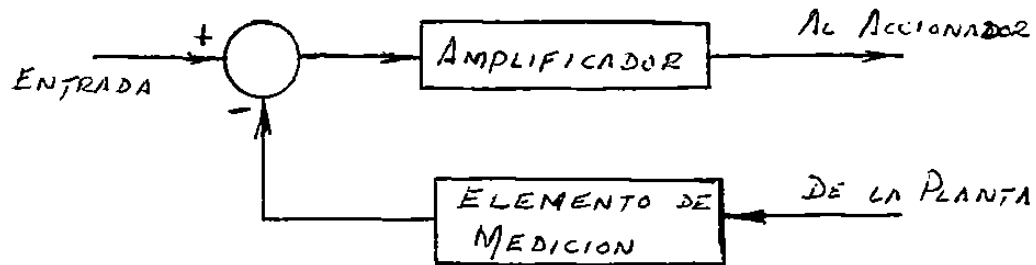 AL ACCIONADOR
+
AMPLIFICADOR
ENTRADA
-
DE LA PLANTA
ELEMENTO DE
MEDICION